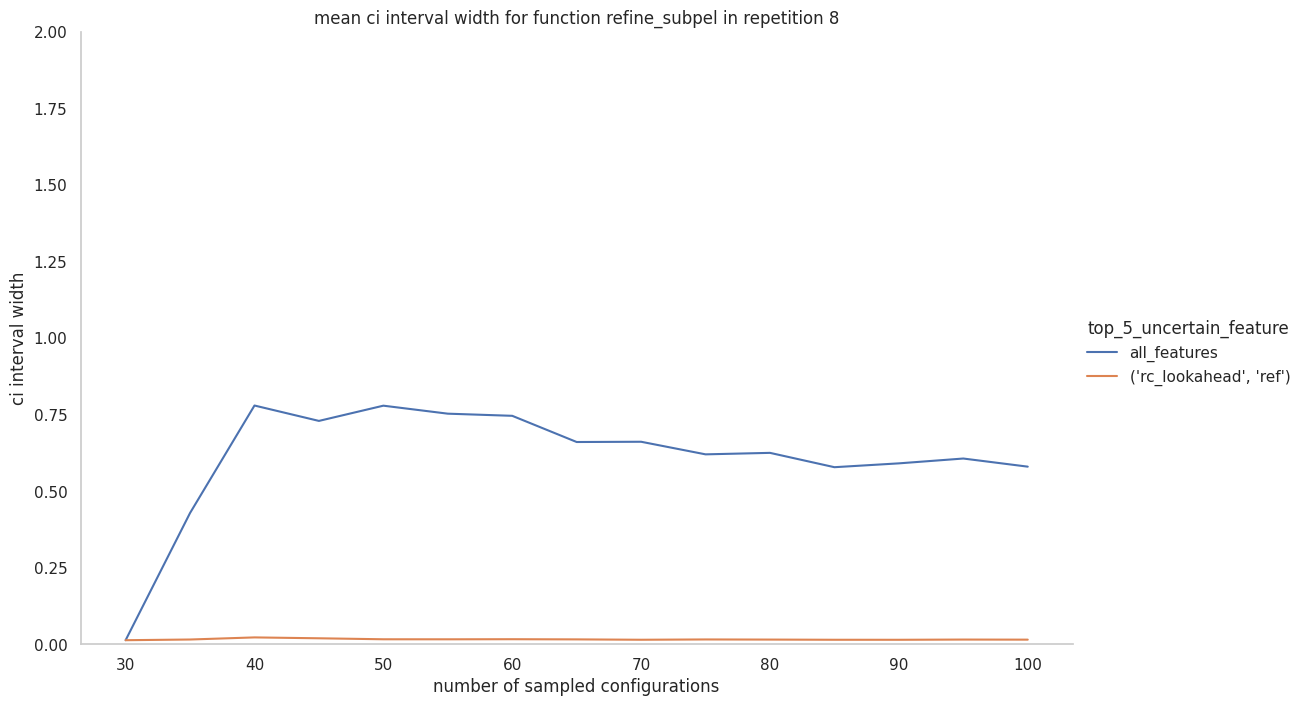 mean ci interval width for function refine_subpel in repetition 8
2.00
1.75
1.50
1.25
1.00
0.75
0.50
0.25
0.00
ci interval width
30 40 50 60 70 80 90 100
number of sampled configurations
top_5_uncertain_feature
all_features
('rc_lookahead', 'ref')